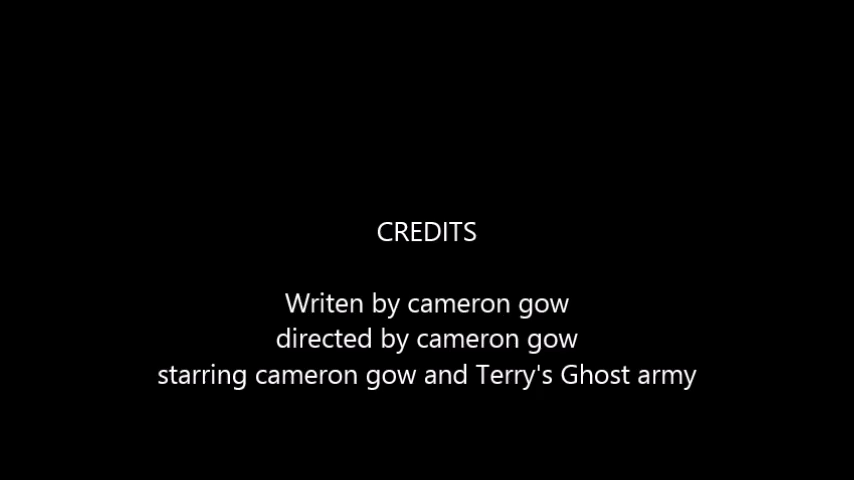 CREDITS
Writen by cameron gow
directed by cameron gow
starring cameron gow and Terry's Ghost army